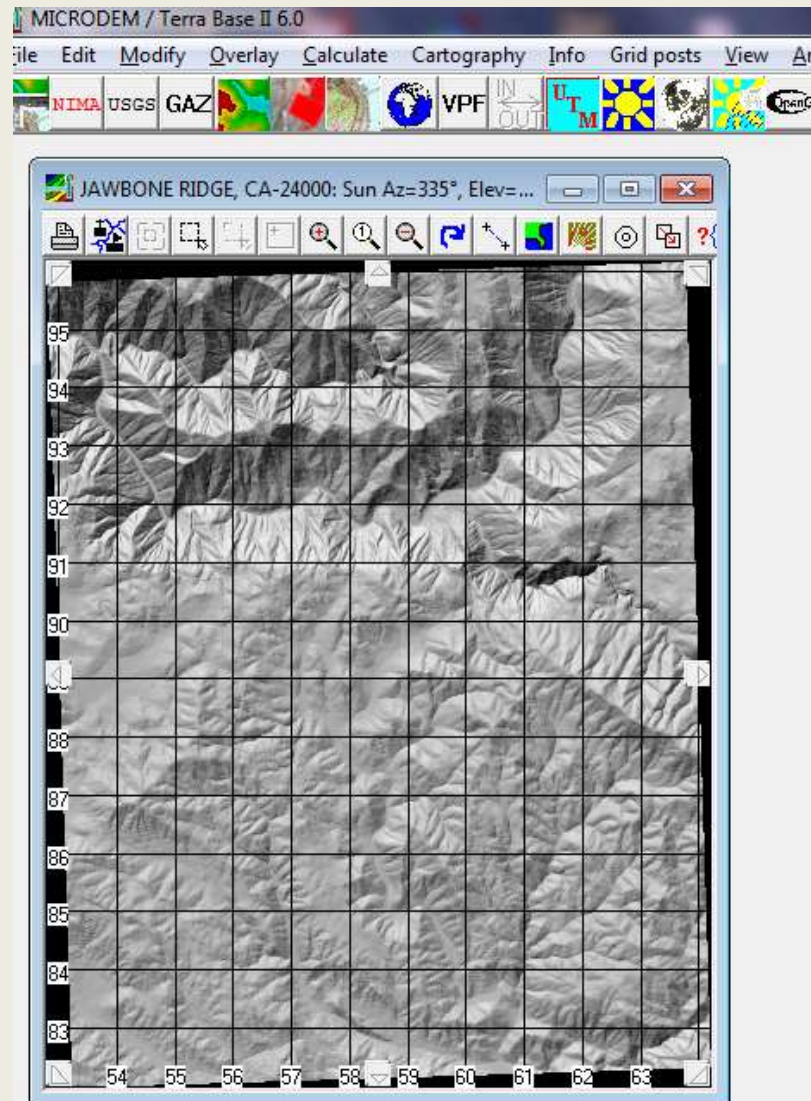 MICRODEM / Terra Base II 6.0
File Edit Modify Overlay Calculate Cartography Info Grid posts View
NIMA USGS GAZ VPF IN OUT UTM
JAWBONE RIDGE, CA-24000: Sun Az=335°, Elev=...
1 ?
95
94
93
92
91
90
88
87
86
85
84
83
54 55 56 57 58 59 60 61 62 63